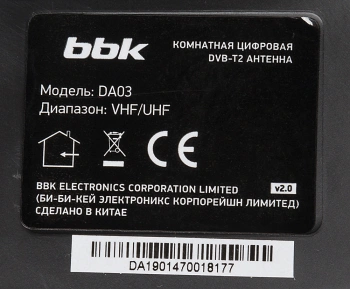 bbk
КОМНАТНАЯ ЦИФРОВАЯ
DVB-T2 АНТЕННА
Модель: DA03
Диапазон: VHF/UHF
CE
BBK ELECTRONICS CORPORATION LIMITED v2.0
(БИ-БИ-КЕЙ ЭЛЕКТРОНИКС КОРПОРЕЙШН ЛИМИТЕД)
СДЕЛАНО В КИТАЕ
DA1901470018177